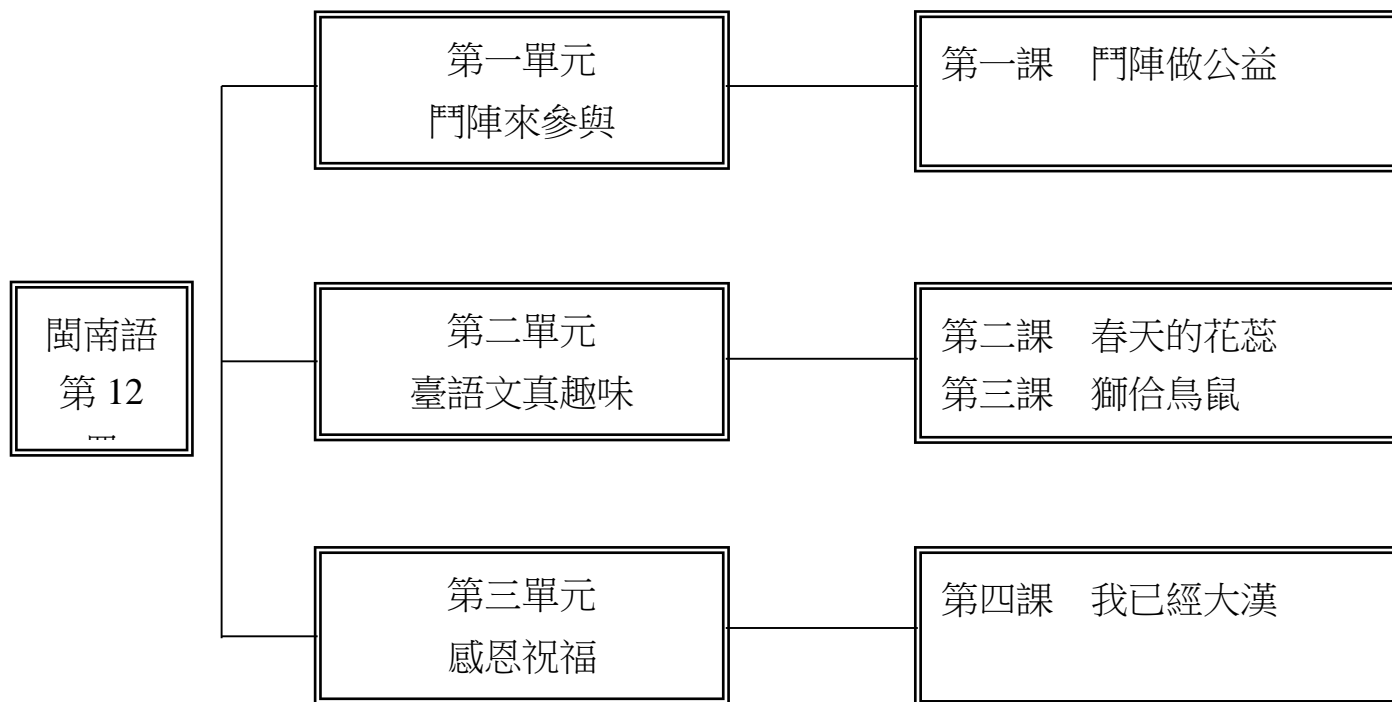 閩南語
第 12
第一單元
鬥陣來參與
第一課　鬥陣做公益
第二單元
臺語文真趣味
第二課　春天的花蕊
第三課　獅佮鳥鼠
第三單元
感恩祝福
第四課　我已經大漢